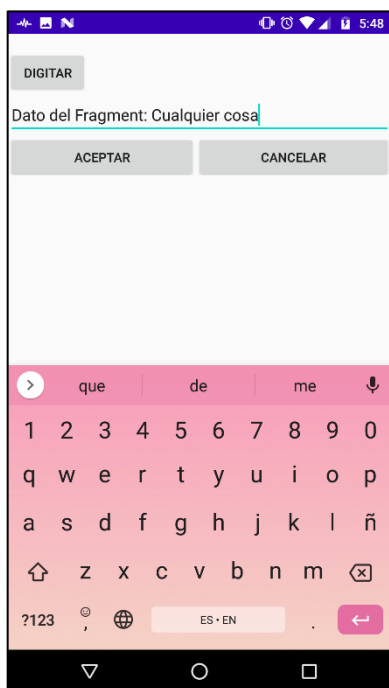 5:48
DIGITAR
Dato del Fragment: Cualquier cosa
ACEPTAR CANCELAR
que de me
1 2 3 4 5 6 7 8 9 0
q w e r t y u i o p
a s d f g h j k l ñ
z x c v b n m
?123 , ES • EN .